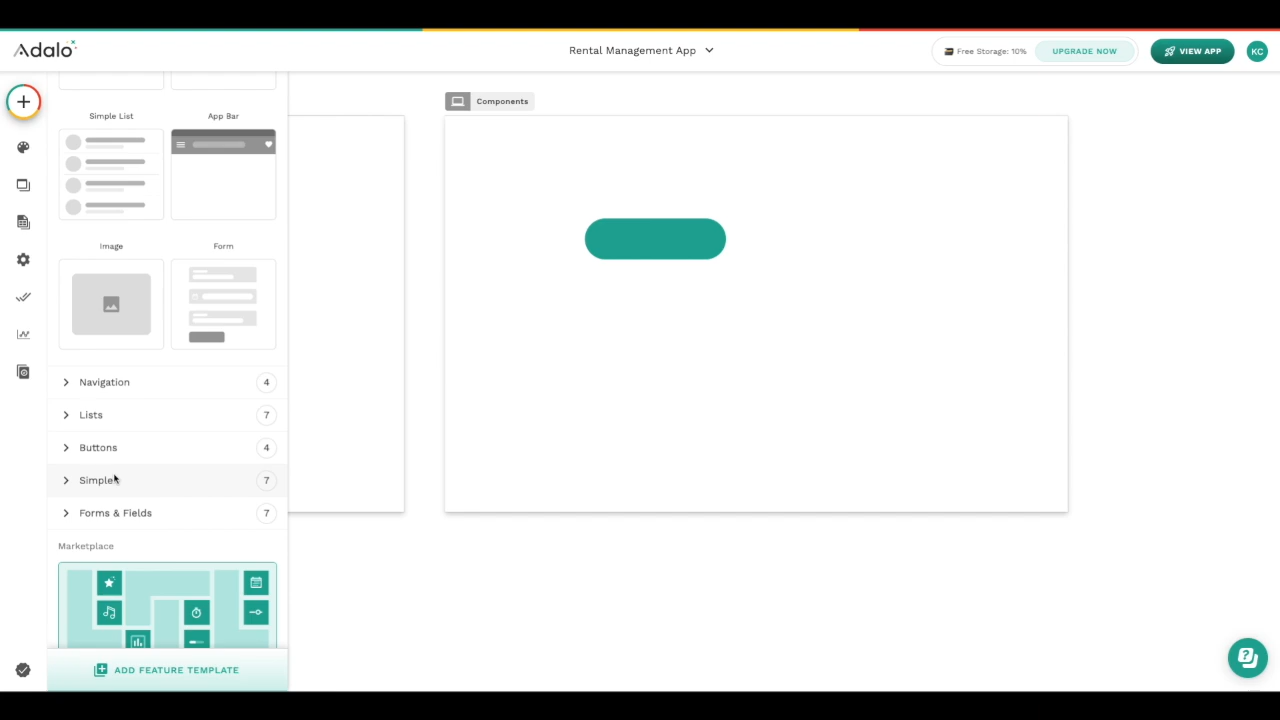 Adalo
Rental Management App
Free Storage: 10%
UPGRADE NOW
VIEW APP
KC
Components
Simple List
App Bar
Image
Form
Navigation
4
Lists
7
Buttons
4
Simple
7
Forms & Fields
7
Marketplace
ADD FEATURE TEMPLATE